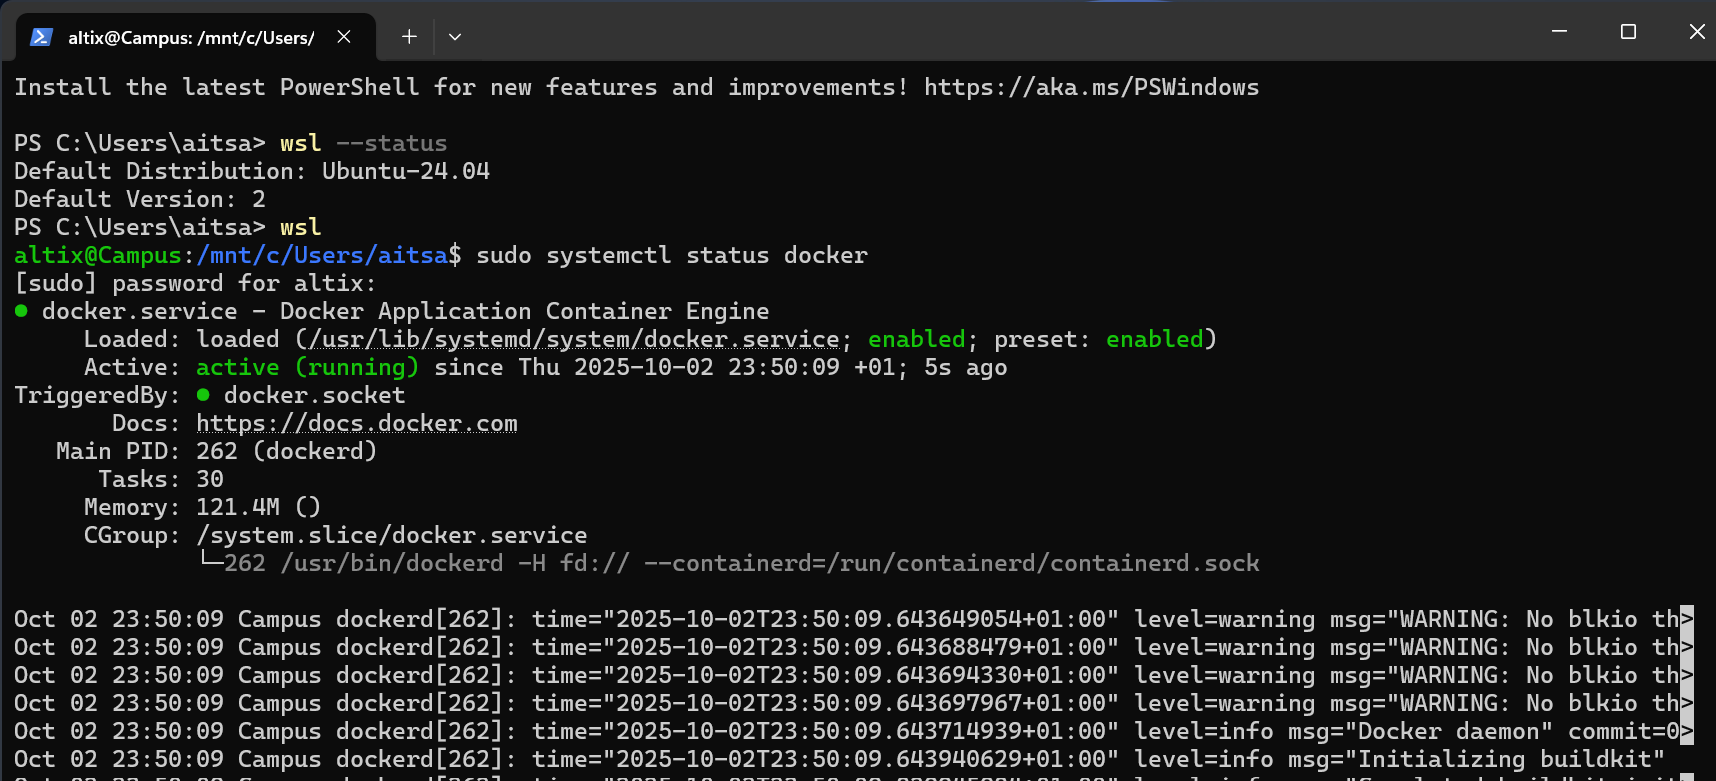 altix@Campus: /mnt/c/Users/
Install the latest PowerShell for new features and improvements! https://aka.ms/PSWindows
PS C:\Users\aitsa> wsl --status
Default Distribution: Ubuntu-24.04
Default Version: 2
PS C:\Users\aitsa> wsl
altix@Campus:/mnt/c/Users/aitsa$ sudo systemctl status docker
[sudo] password for altix:
● docker.service - Docker Application Container Engine
Loaded: loaded (/usr/lib/systemd/system/docker.service; enabled; preset: enabled)
Active: active (running) since Thu 2025-10-02 23:50:09 +01; 5s ago
TriggeredBy: ● docker.socket
Docs: https://docs.docker.com
Main PID: 262 (dockerd)
Tasks: 30
Memory: 121.4M ()
CGroup: /system.slice/docker.service
└─262 /usr/bin/dockerd -H fd:// --containerd=/run/containerd/containerd.sock
Oct 02 23:50:09 Campus dockerd[262]: time="2025-10-02T23:50:09.643649054+01:00" level=warning msg="WARNING: No blkio th>
Oct 02 23:50:09 Campus dockerd[262]: time="2025-10-02T23:50:09.643688479+01:00" level=warning msg="WARNING: No blkio th>
Oct 02 23:50:09 Campus dockerd[262]: time="2025-10-02T23:50:09.643694330+01:00" level=warning msg="WARNING: No blkio th>
Oct 02 23:50:09 Campus dockerd[262]: time="2025-10-02T23:50:09.643697967+01:00" level=warning msg="WARNING: No blkio th>
Oct 02 23:50:09 Campus dockerd[262]: time="2025-10-02T23:50:09.643714939+01:00" level=info msg="Docker daemon" commit=0>
Oct 02 23:50:09 Campus dockerd[262]: time="2025-10-02T23:50:09.643940629+01:00" level=info msg="Initializing buildkit"